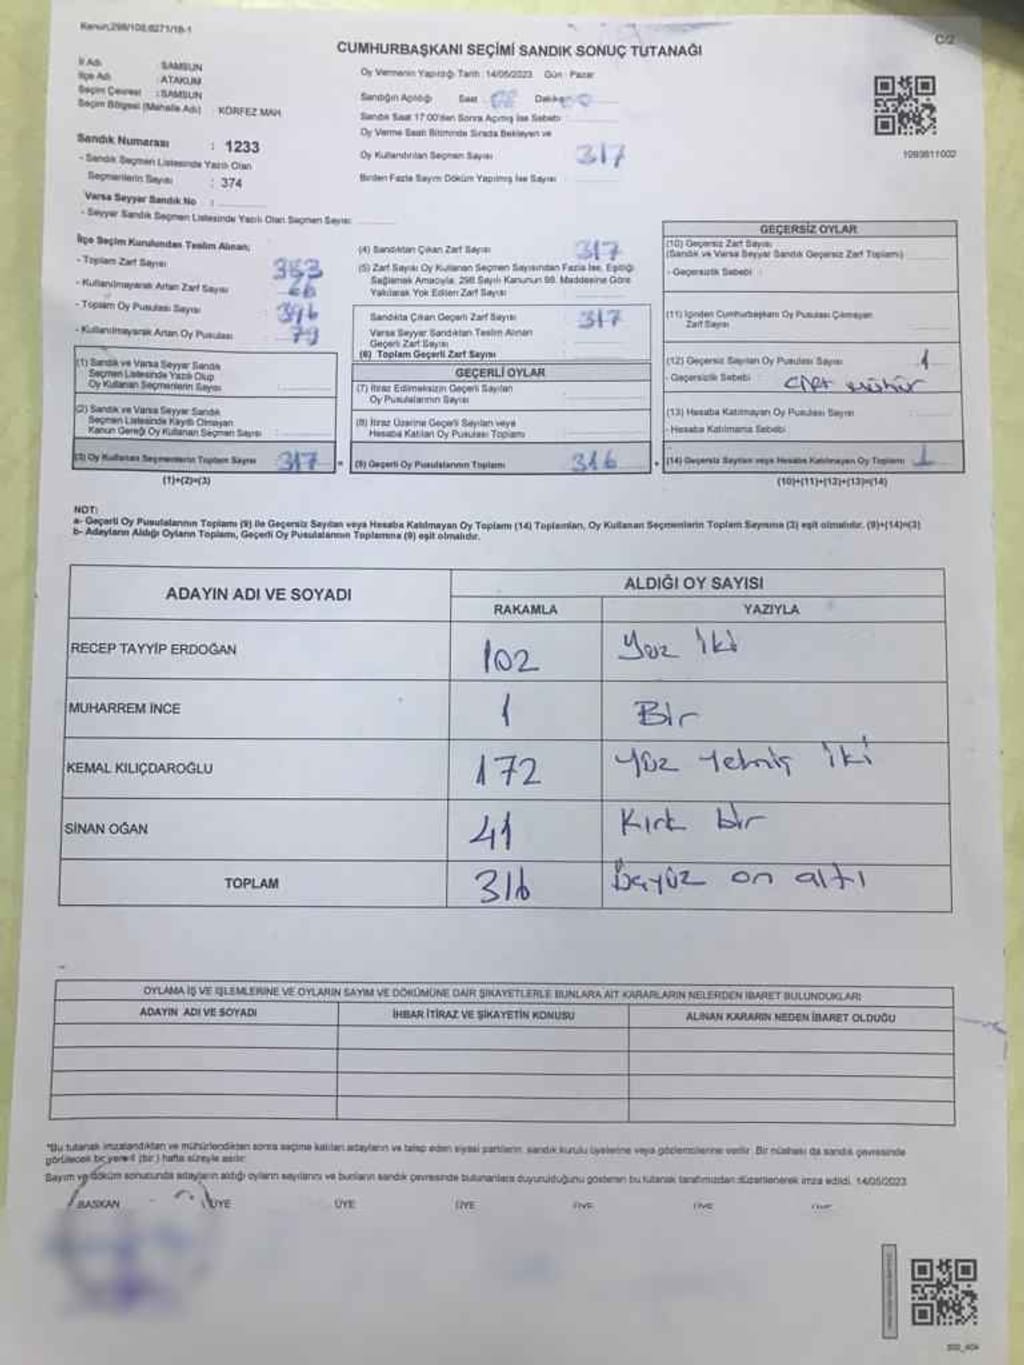 Kanun:298/103,6271/18-1
C/2
CUMHURBAŞKANI SEÇİMİ SANDIK SONUÇ TUTANAĞI
İl Adı : SAMSUN
İlçe Adı : ATAKUM
Seçim Çevresi : SAMSUN
Seçim Bölgesi (Mahalle Adı) : KÖRFEZ MAH
Sandık Numarası : 1233
- Sandık Seçmen Listesinde Yazılı Olan
Seçmenlerin Sayısı : 374
Varsa Seyyar Sandık No :
- Seyyar Sandık Seçmen Listesinde Yazılı Olan Seçmen Sayısı:
Oy Vermenin Yapıldığı Tarih : 14/05/2023 Gün : Pazar
Sandığın Açıldığı Saat Dakika
Sandık Saat 17.00'den Sonra Açılmış İse Sebebi
Oy Verme Saati Bitiminde Sırada Bekleyen ve
Oy Kullandırılan Seçmen Sayısı 317
Birden Fazla Sayım Döküm Yapılmış İse Sayısı
1093811002
İlçe Seçim Kurulundan Teslim Alınan:
- Toplam Zarf Sayısı 383
- Kullanılmayarak Artan Zarf Sayısı 66
- Toplam Oy Pusulası Sayısı 396
- Kullanılmayarak Artan Oy Pusulası 79
(1) Sandık ve Varsa Seyyar Sandık
Seçmen Listesinde Yazılı Olup
Oy Kullanan Seçmenlerin Sayısı
(2) Sandık ve Varsa Seyyar Sandık
Seçmen Listesinde Kayıtlı Olmayan
Kanun Gereği Oy Kullanan Seçmen Sayısı
(3) Oy Kullanan Seçmenlerin Toplam Sayısı 317 =
(1)+(2)=(3)
(4) Sandıktan Çıkan Zarf Sayısı 317
(5) Zarf Sayısı Oy Kullanan Seçmen Sayısından Fazla İse, Eşitliği
Sağlamak Amacıyla, 298 Sayılı Kanunun 98. Maddesine Göre
Yakılarak Yok Edilen Zarf Sayısı
Sandıkta Çıkan Geçerli Zarf Sayısı 317
Varsa Seyyar Sandıktan Teslim Alınan
Geçerli Zarf Sayısı
(6) Toplam Geçerli Zarf Sayısı
GEÇERLİ OYLAR
(7) İtiraz Edilmeksizin Geçerli Sayılan
Oy Pusulalarının Sayısı
(8) İtiraz Üzerine Geçerli Sayılan veya
Hesaba Katılan Oy Pusulası Toplamı
(9) Geçerli Oy Pusulalarının Toplamı 316 +
GEÇERSİZ OYLAR
(10) Geçersiz Zarf Sayısı
(Sandık ve Varsa Seyyar Sandık Geçersiz Zarf Toplamı)
- Geçersizlik Sebebi
(11) İçinden Cumhurbaşkanı Oy Pusulası Çıkmayan
Zarf Sayısı
(12) Geçersiz Sayılan Oy Pusulası Sayısı 1
- Geçersizlik Sebebi Çift mühür
(13) Hesaba Katılmayan Oy Pusulası Sayısı
- Hesaba Katılmama Sebebi
(14) Geçersiz Sayılan veya Hesaba Katılmayan Oy Toplamı 1
(10)+(11)+(12)+(13)=(14)
NOT:
a- Geçerli Oy Pusulalarının Toplamı (9) ile Geçersiz Sayılan veya Hesaba Katılmayan Oy Toplamı (14) Toplamları, Oy Kullanan Seçmenlerin Toplam Sayısına (3) eşit olmalıdır. (9)+(14)=(3)
b- Adayların Aldığı Oyların Toplamı, Geçerli Oy Pusulalarının Toplamına (9) eşit olmalıdır.
ADAYIN ADI VE SOYADI ALDIĞI OY SAYISI
RAKAMLA YAZIYLA
RECEP TAYYİP ERDOĞAN 102 Yüz iki
MUHARREM İNCE 1 Bir
KEMAL KILIÇDAROĞLU 172 yüz yetmiş iki
SİNAN OĞAN 41 Kırk bir
TOPLAM 316 üçyüz on altı
OYLAMA İŞ VE İŞLEMLERİNE VE OYLARIN SAYIM VE DÖKÜMÜNE DAİR ŞİKAYETLERLE BUNLARA AİT KARARLARIN NELERDEN İBARET BULUNDUKLARI
ADAYIN ADI VE SOYADI İHBAR İTİRAZ VE ŞİKAYETİN KONUSU ALINAN KARARIN NEDEN İBARET OLDUĞU
"Bu tutanak imzalandıktan ve mühürlendikten sonra seçime katılan adayların ve talep eden siyasi partilerin, sandık kurulu üyelerine veya gözlemcilerine verilir. Bir nüshası da sandık çevresinde
görülecek bir yere 1 (bir) hafta süreyle asılır.
Sayım ve döküm sonucunda adayların aldığı oyların sayılarını ve bunların sandık çevresinde bulunanlara duyurulduğunu gösteren bu tutanak tarafımızdan düzenlenerek imza edildi. 14/05/2023
BAŞKAN ÜYE ÜYE ÜYE ÜYE ÜYE ÜYE